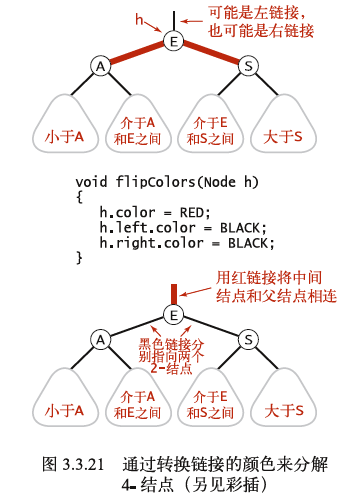 可能是左链接，
也可能是右链接
h
E
A
S
小于A
介于A
和E之间
介于E
和S之间
大于S
void flipColors(Node h)
{
h.color = RED;
h.left.color = BLACK;
h.right.color = BLACK;
}
用红链接将中间
结点和父结点相连
E
A
S
黑色链接分
别指向两个
2-结点
小于A
介于A
和E之间
介于E
和S之间
大于S
图 3.3.21 通过转换链接的颜色来分解
4- 结点（另见彩插）